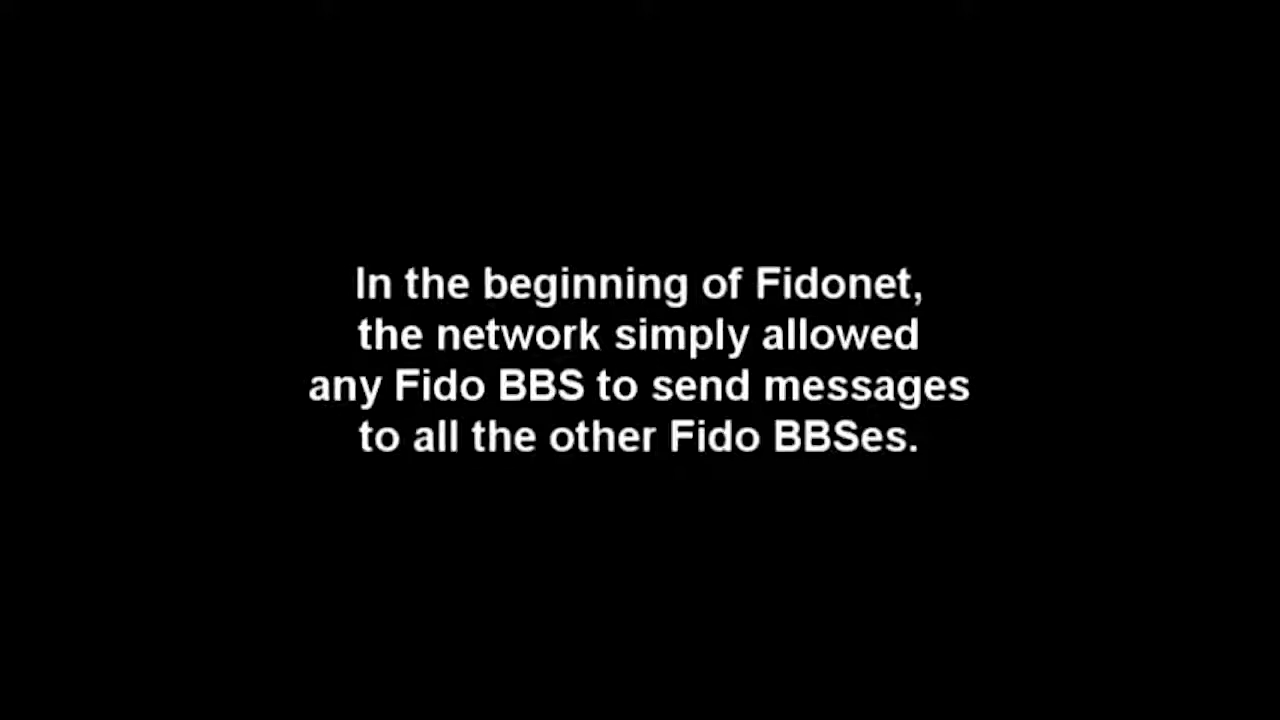 In the beginning of Fidonet,
the network simply allowed
any Fido BBS to send messages
to all the other Fido BBSes.